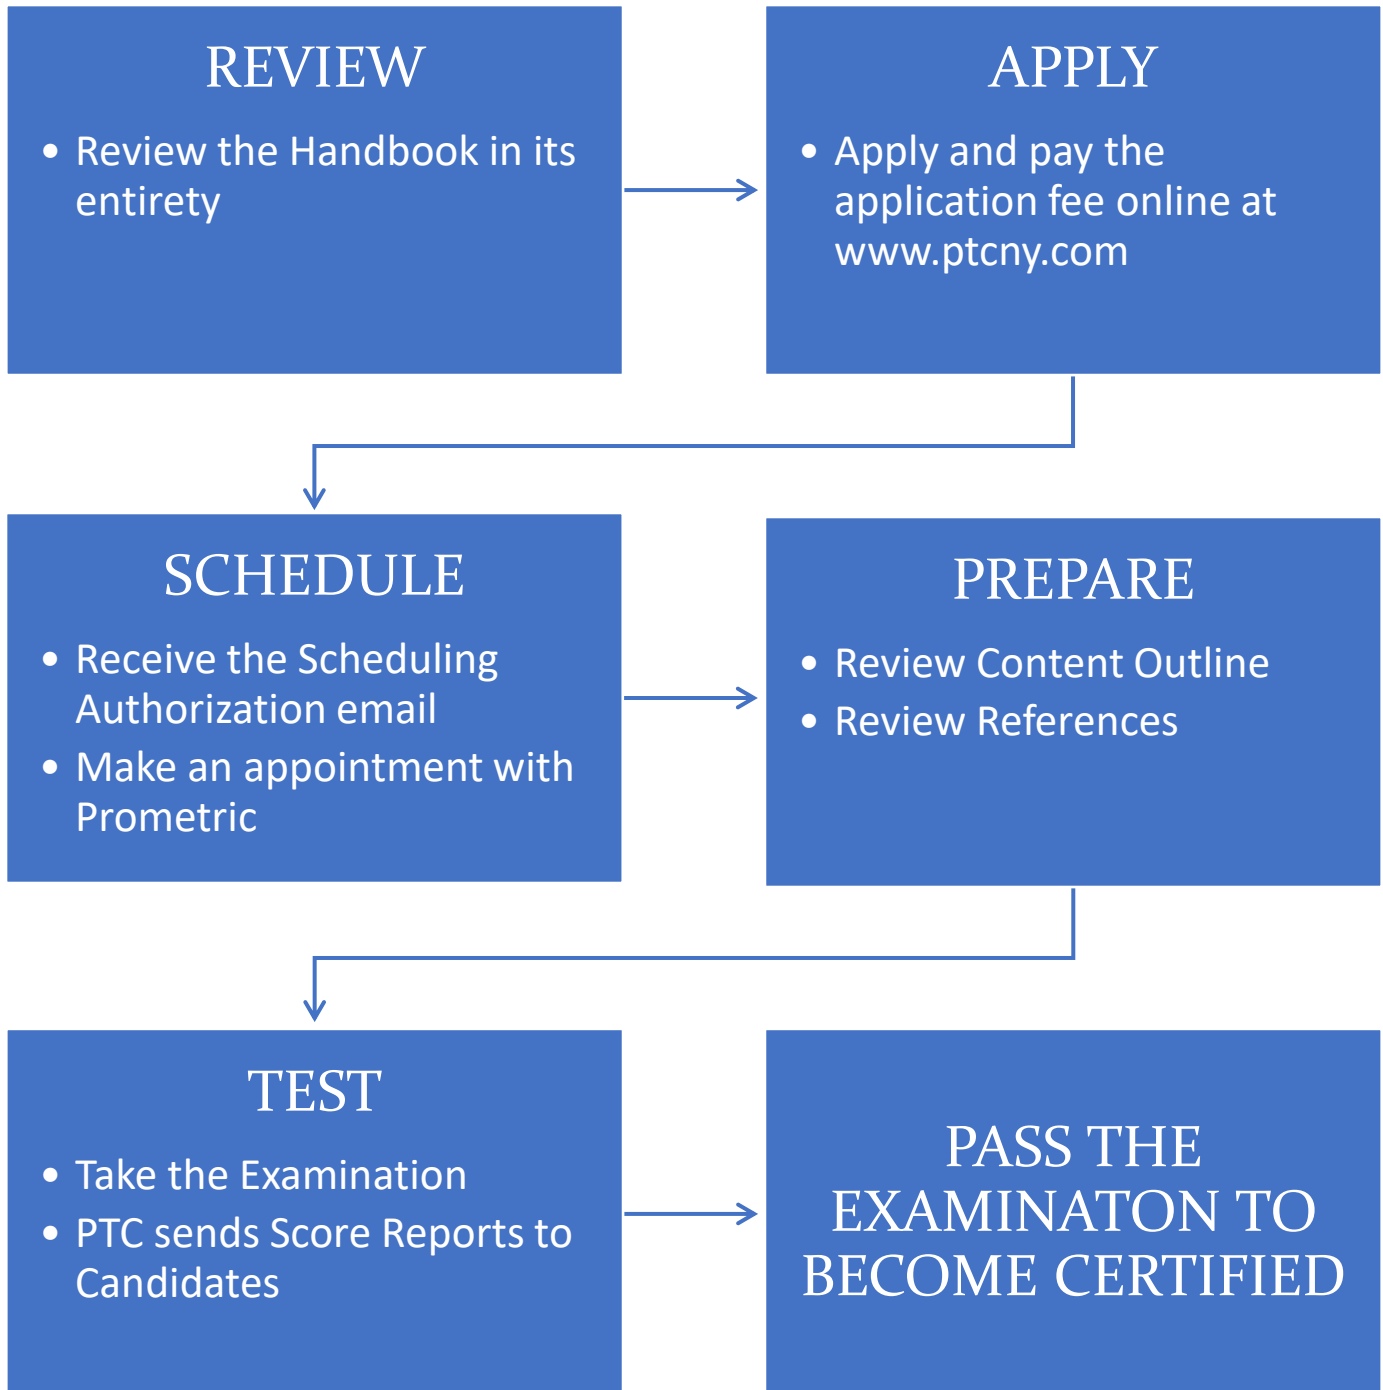 REVIEW
• Review the Handbook in its
entirety
APPLY
• Apply and pay the
application fee online at
www.ptcny.com
SCHEDULE
• Receive the Scheduling
Authorization email
• Make an appointment with
Prometric
PREPARE
• Review Content Outline
• Review References
TEST
• Take the Examination
• PTC sends Score Reports to
Candidates
PASS THE
EXAMINATON TO
BECOME CERTIFIED